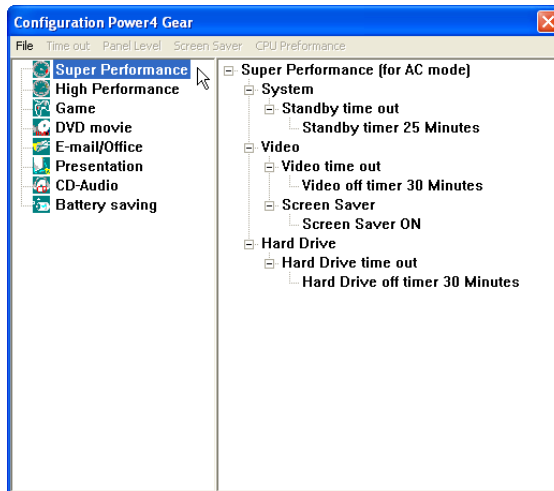 Configuration Power4 Gear
File Time out Panel Level Screen Saver CPU Preformance
Super Performance
High Performance
Game
DVD movie
E-mail/Office
Presentation
CD-Audio
Battery saving
Super Performance (for AC mode)
System
Standby time out
Standby timer 25 Minutes
Video
Video time out
Video off timer 30 Minutes
Screen Saver
Screen Saver ON
Hard Drive
Hard Drive time out
Hard Drive off timer 30 Minutes